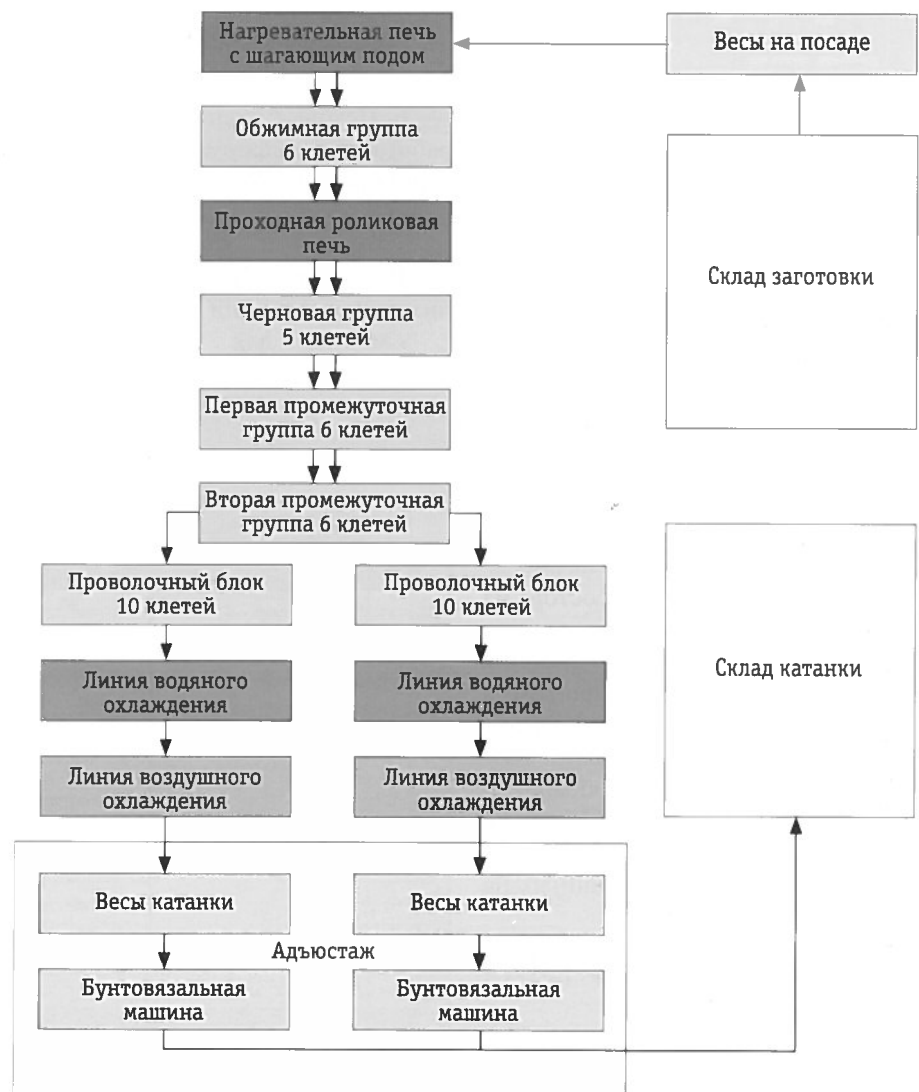 Нагревательная печь
с шагающим подом
Весы на посаде
Обжимная группа
6 клетей
Проходная роликовая
печь
Склад заготовки
Черновая группа
5 клетей
Первая промежуточная
группа 6 клетей
Вторая промежуточная
группа 6 клетей
Проволочный блок
10 клетей
Проволочный блок
10 клетей
Склад катанки
Линия водяного
охлаждения
Линия водяного
охлаждения
Линия воздушного
охлаждения
Линия воздушного
охлаждения
Весы катанки
Весы катанки
Адъюстаж
Бунтовязальная
машина
Бунтовязальная
машина